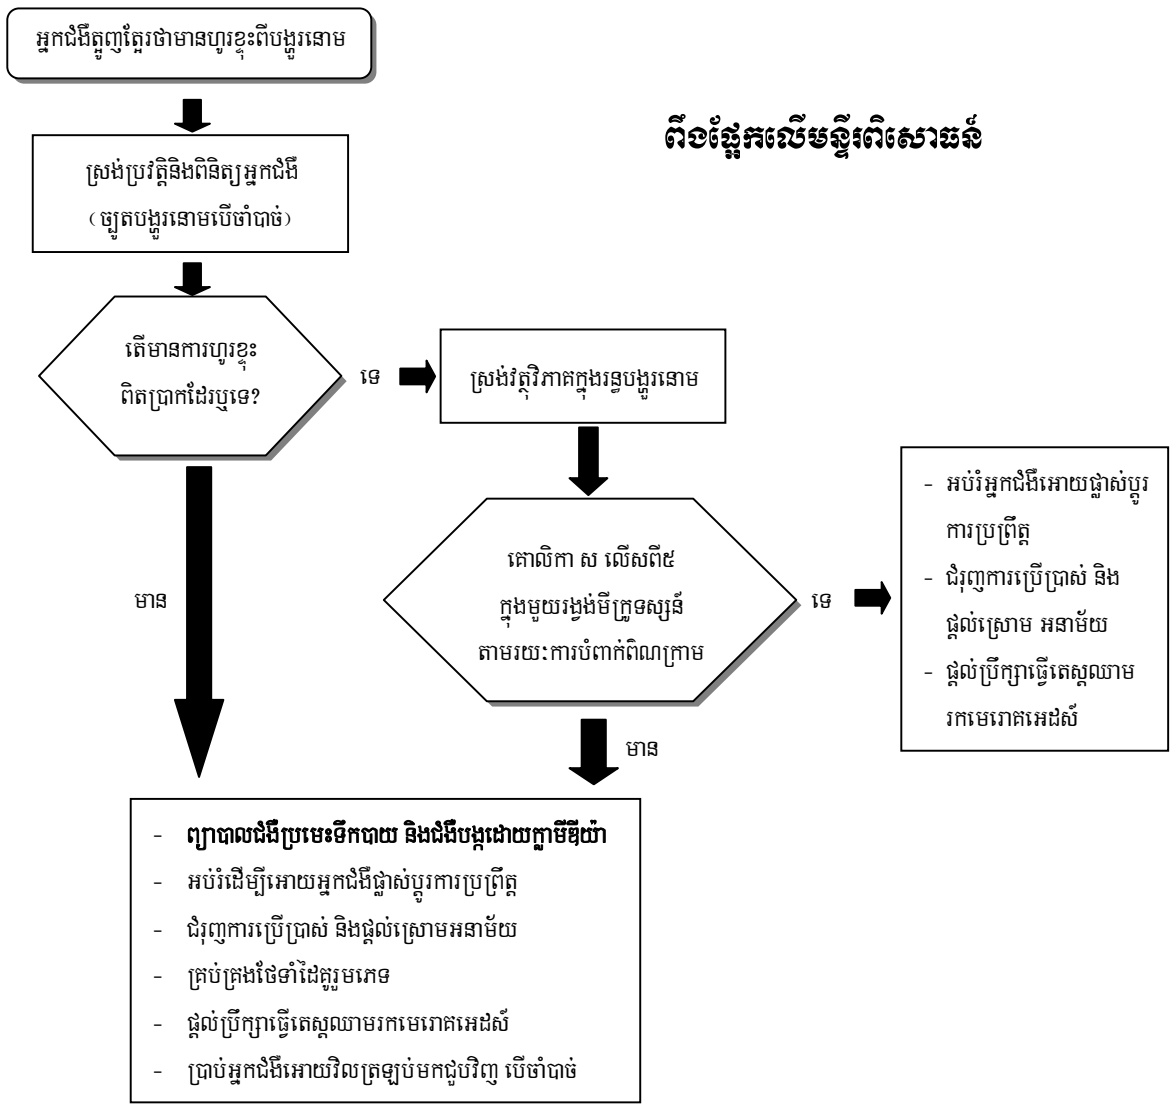 អ្នកជំងឺត្អូញត្អែរថាមានហូរខ្ទុះពីបង្ហួរនោម
ពឹងផ្អែកលើមន្ទីរពិសោធន៍
ស្រង់ប្រវត្តិនិងពិនិត្យអ្នកជំងឺ
(ច្បូតបង្ហួរនោមបើចាំបាច់)
តើមានការហូរខ្ទុះ
ពិតប្រាកដែរឬទេ?
ទេ
ស្រង់វត្ថុវិភាគក្នុងរន្ធបង្ហួរនោម
គោលិកា ស លើសពី៥
ក្នុងមួយរង្វង់មីក្រូទស្សន៍
តាមរយៈការបំពាក់ពិណក្រាម
ទេ
- អប់រំអ្នកជំងឺអោយផ្លាស់ប្តូរ
ការប្រព្រឹត្ត
- ជំរុញការប្រើប្រាស់ និង
ផ្តល់ស្រោម អនាម័យ
- ផ្តល់ប្រឹក្សាធ្វើតេស្តឈាម
រកមេរោគអេដស៍
មាន
មាន
- ព្យាបាលជំងឺប្រមេះទឹកបាយ និងជំងឺបង្កដោយក្លាមីឌីយ៉ា
- អប់រំដើម្បីអោយអ្នកជំងឺផ្លាស់ប្តូរការប្រព្រឹត្ត
- ជំរុញការប្រើប្រាស់ និងផ្តល់ស្រោមអនាម័យ
- គ្រប់គ្រងថែទាំដៃគូរួមភេទ
- ផ្តល់ប្រឹក្សាធ្វើតេស្តឈាមរកមេរោគអេដស៍
- ប្រាប់អ្នកជំងឺអោយវិលត្រឡប់មកជួបវិញ បើចាំបាច់